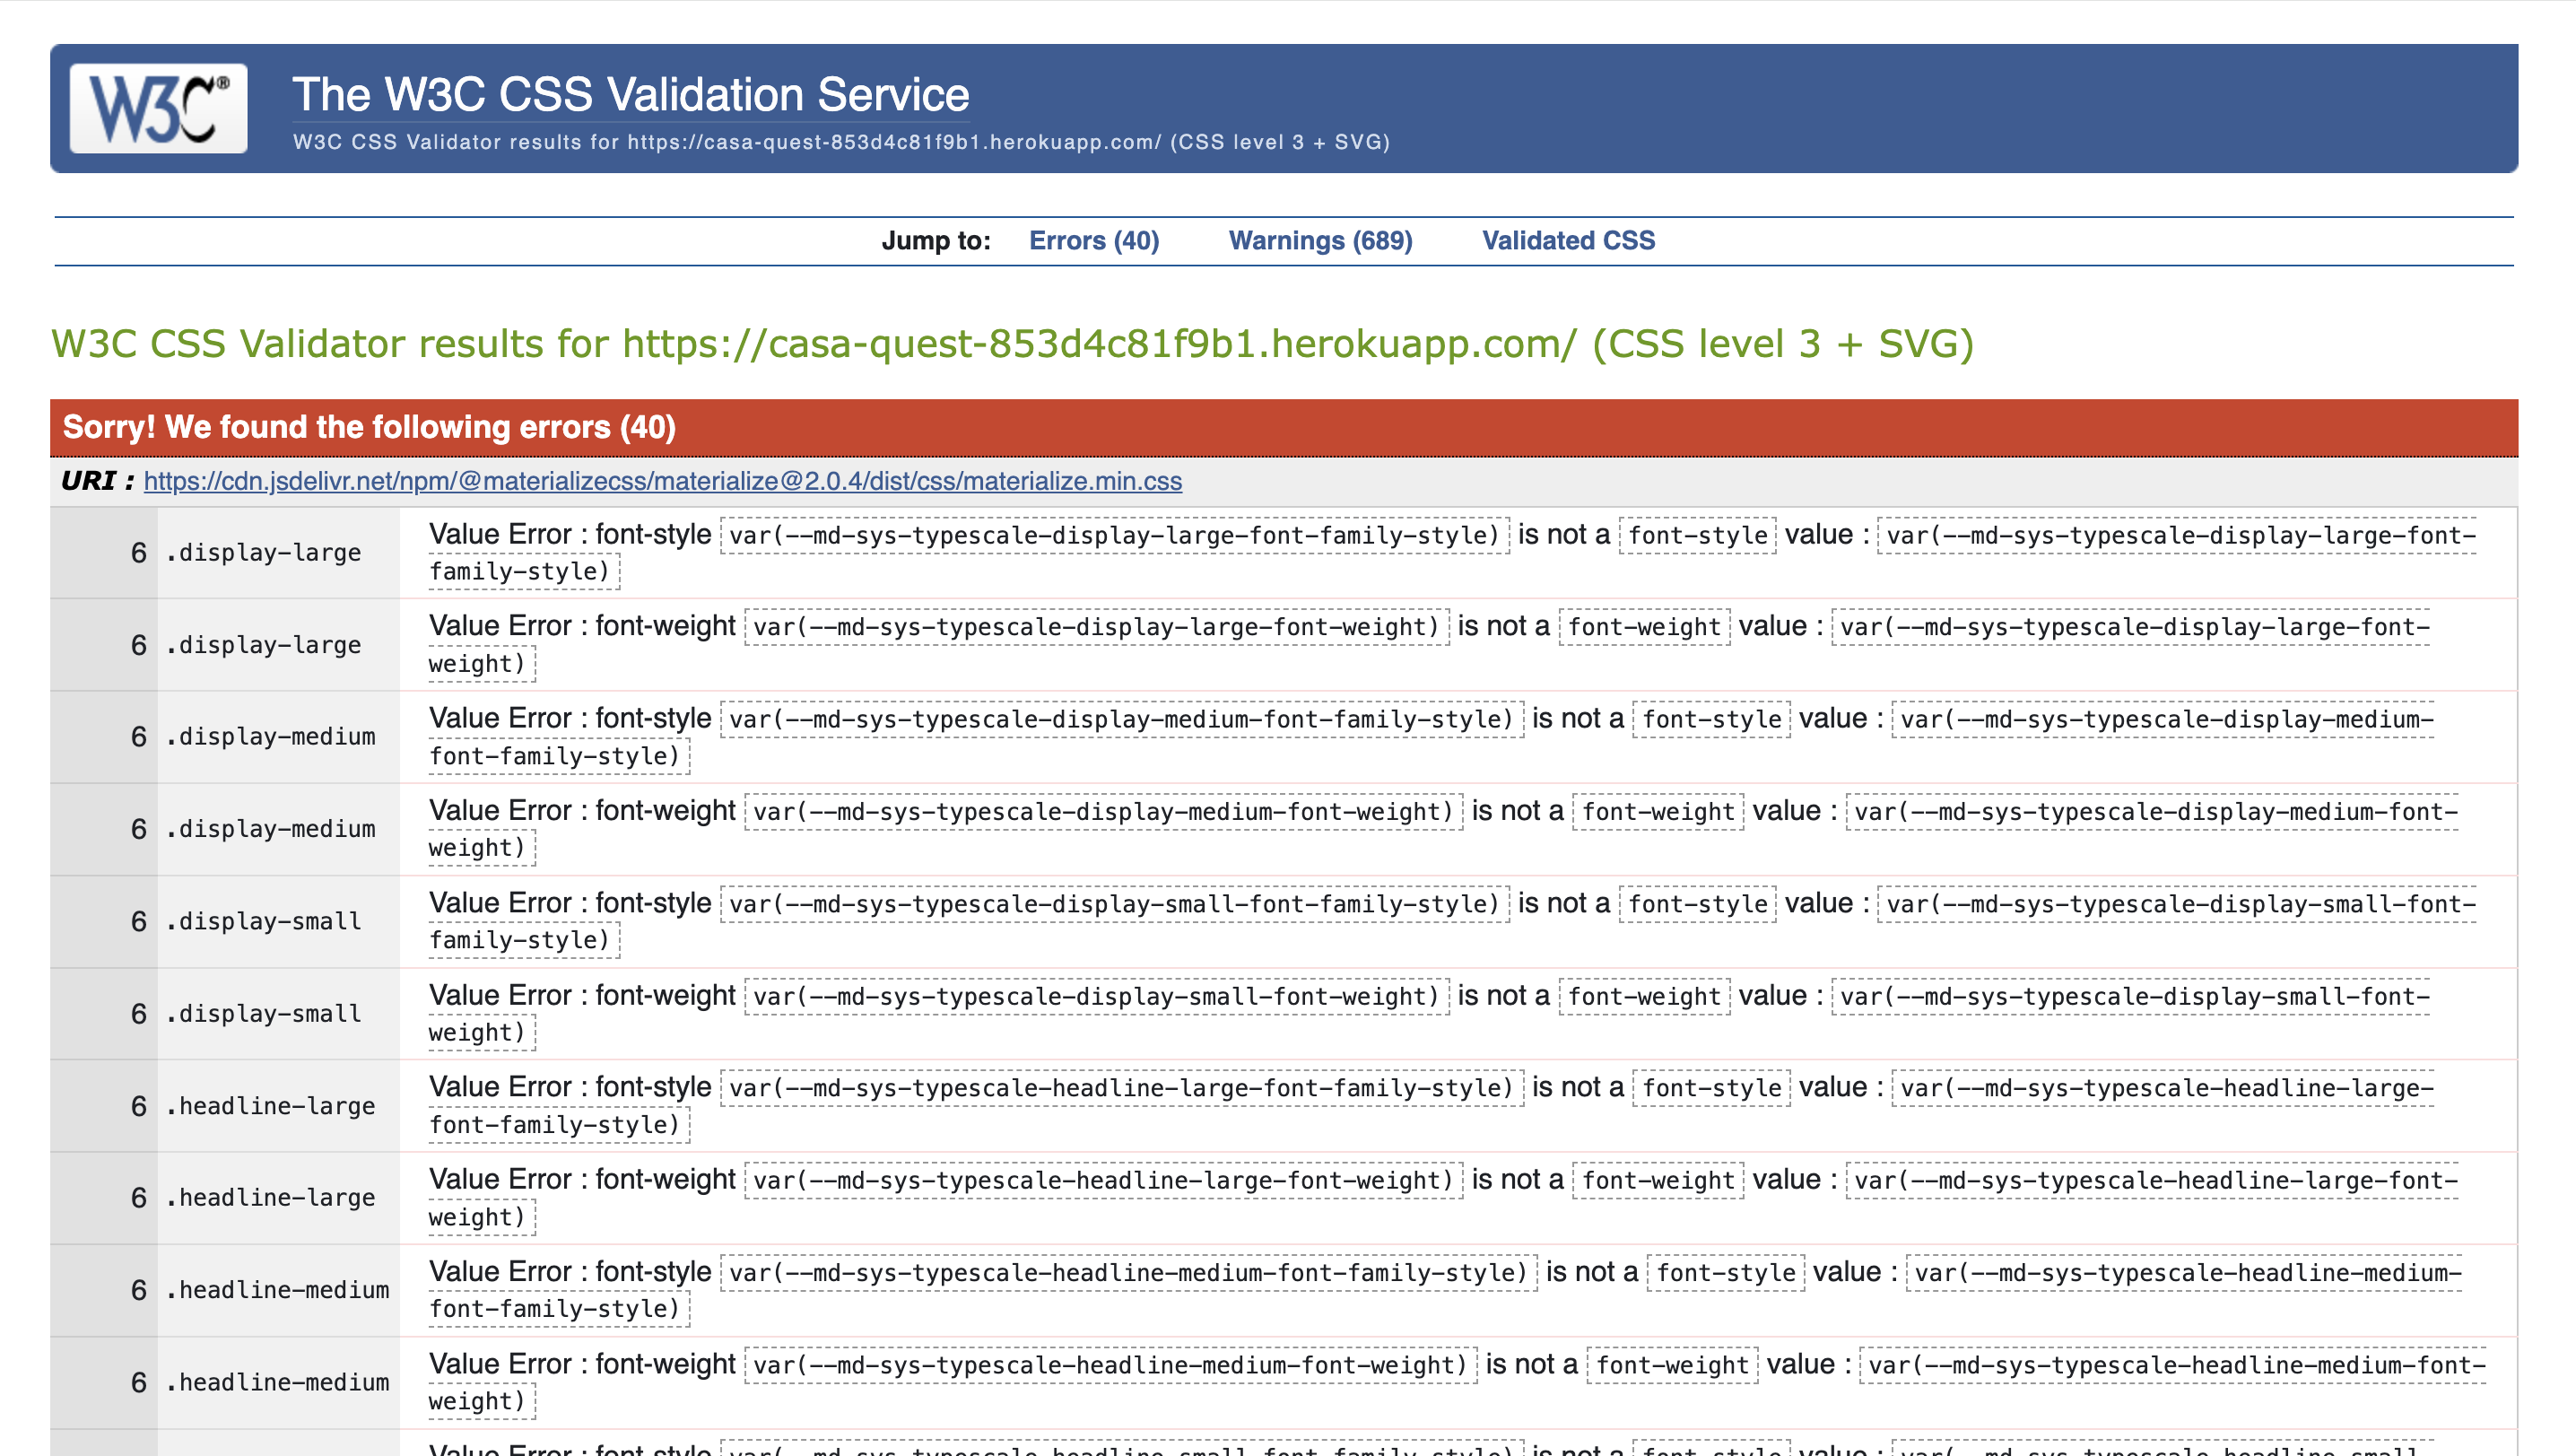 W3C®
The W3C CSS Validation Service
W3C CSS Validator results for https://casa-quest-853d4c81f9b1.herokuapp.com/ (CSS level 3 + SVG)
Jump to: Errors (40) Warnings (689) Validated CSS
W3C CSS Validator results for https://casa-quest-853d4c81f9b1.herokuapp.com/ (CSS level 3 + SVG)
Sorry! We found the following errors (40)
URI : https://cdn.jsdelivr.net/npm/@materializecss/materialize@2.0.4/dist/css/materialize.min.css
6 .display-large Value Error : font-style var(--md-sys-typescale-display-large-font-family-style) is not a font-style value : var(--md-sys-typescale-display-large-font-
family-style)
6 .display-large Value Error : font-weight var(--md-sys-typescale-display-large-font-weight) is not a font-weight value : var(--md-sys-typescale-display-large-font-
weight)
6 .display-medium Value Error : font-style var(--md-sys-typescale-display-medium-font-family-style) is not a font-style value : var(--md-sys-typescale-display-medium-
font-family-style)
6 .display-medium Value Error : font-weight var(--md-sys-typescale-display-medium-font-weight) is not a font-weight value : var(--md-sys-typescale-display-medium-font-
weight)
6 .display-small Value Error : font-style var(--md-sys-typescale-display-small-font-family-style) is not a font-style value : var(--md-sys-typescale-display-small-font-
family-style)
6 .display-small Value Error : font-weight var(--md-sys-typescale-display-small-font-weight) is not a font-weight value : var(--md-sys-typescale-display-small-font-
weight)
6 .headline-large Value Error : font-style var(--md-sys-typescale-headline-large-font-family-style) is not a font-style value : var(--md-sys-typescale-headline-large-
font-family-style)
6 .headline-large Value Error : font-weight var(--md-sys-typescale-headline-large-font-weight) is not a font-weight value : var(--md-sys-typescale-headline-large-font-
weight)
6 .headline-medium Value Error : font-style var(--md-sys-typescale-headline-medium-font-family-style) is not a font-style value : var(--md-sys-typescale-headline-medium-
font-family-style)
6 .headline-medium Value Error : font-weight var(--md-sys-typescale-headline-medium-font-weight) is not a font-weight value : var(--md-sys-typescale-headline-medium-font-
weight)
Value Error : font-style var(--md-sys-typescale-headline-small-font-family-style) is not a font-style value : var(--md-sys-typescale-headline-small-